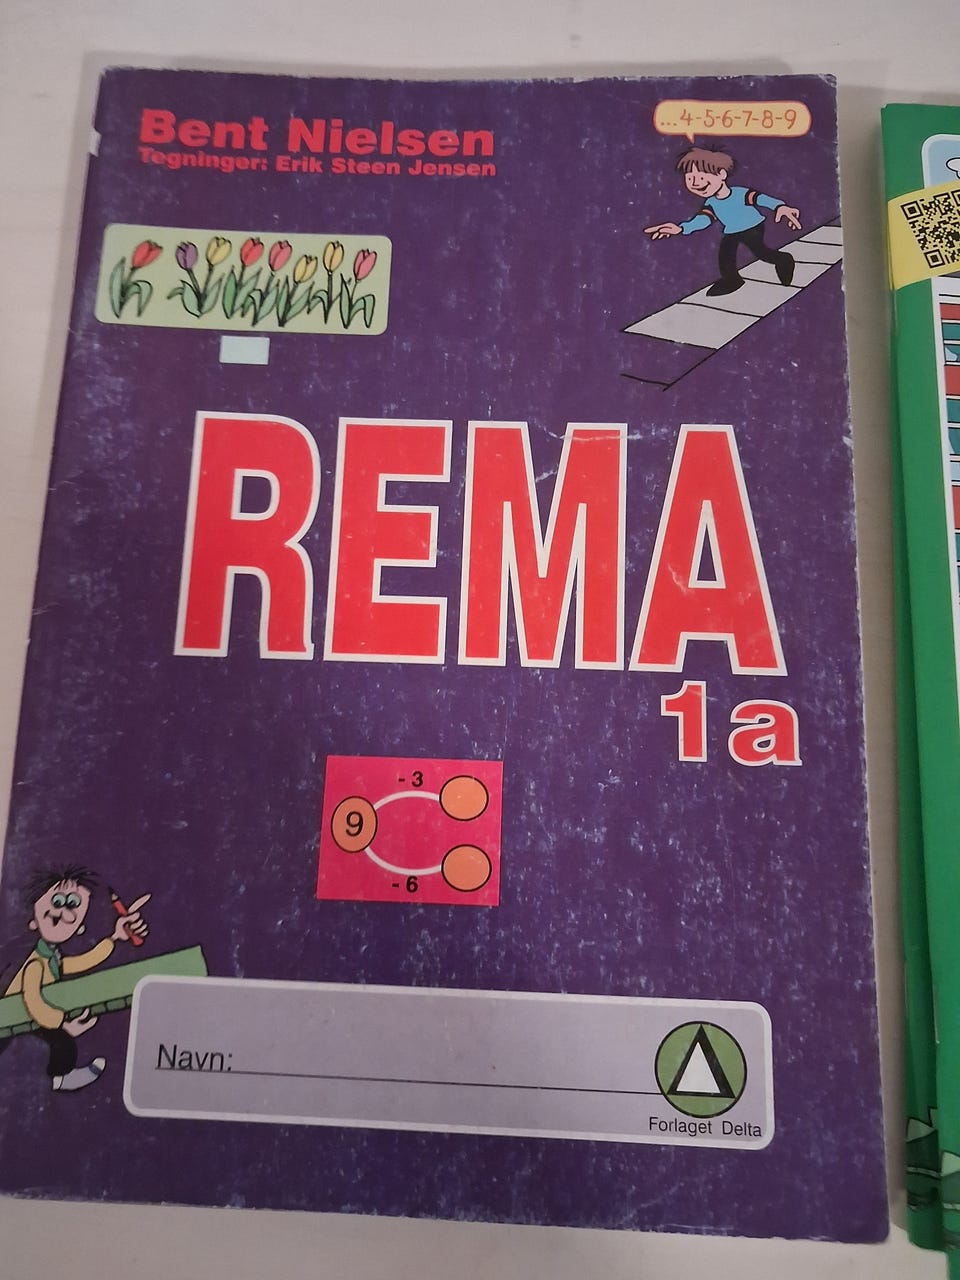 Bent Nielsen
Tegninger: Erik Steen Jensen
...4-5-6-7-8-9
REMA
1a
- 3
9
- 6
Navn:
Forlaget Delta